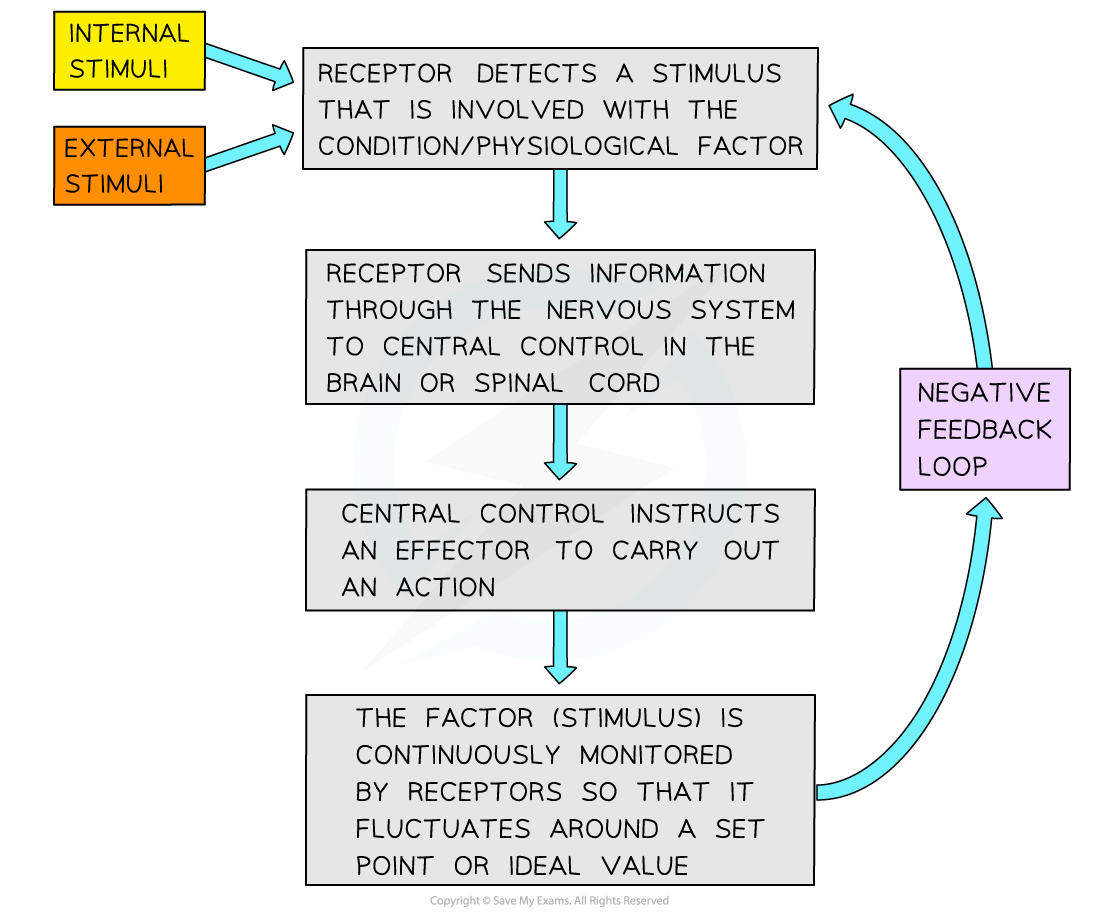 INTERNAL
STIMULI
EXTERNAL
STIMULI
RECEPTOR DETECTS A STIMULUS
THAT IS INVOLVED WITH THE
CONDITION/PHYSIOLOGICAL FACTOR
RECEPTOR SENDS INFORMATION
THROUGH THE NERVOUS SYSTEM
TO CENTRAL CONTROL IN THE
BRAIN OR SPINAL CORD
CENTRAL CONTROL INSTRUCTS
AN EFFECTOR TO CARRY OUT
AN ACTION
THE FACTOR (STIMULUS) IS
CONTINUOUSLY MONITORED
BY RECEPTORS SO THAT IT
FLUCTUATES AROUND A SET
POINT OR IDEAL VALUE
NEGATIVE
FEEDBACK
LOOP
Copyright © Save My Exams. All Rights Reserved